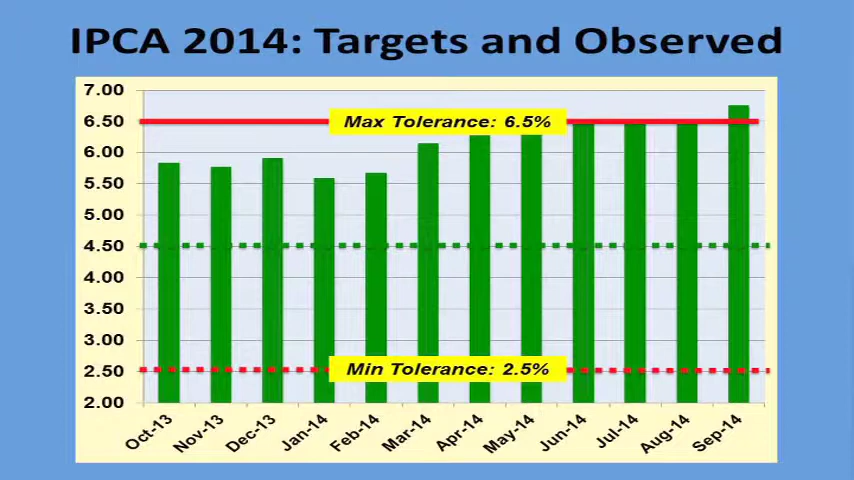 IPCA 2014: Targets and Observed
7.00
6.50
Max Tolerance: 6.5%
6.00
5.50
5.00
4.50
4.00
3.50
3.00
2.50
Min Tolerance: 2.5%
2.00
Oct-13
Nov-13
Dec-13
Jan-14
Feb-14
Mar-14
Apr-14
May-14
Jun-14
Jul-14
Aug-14
Sep-14